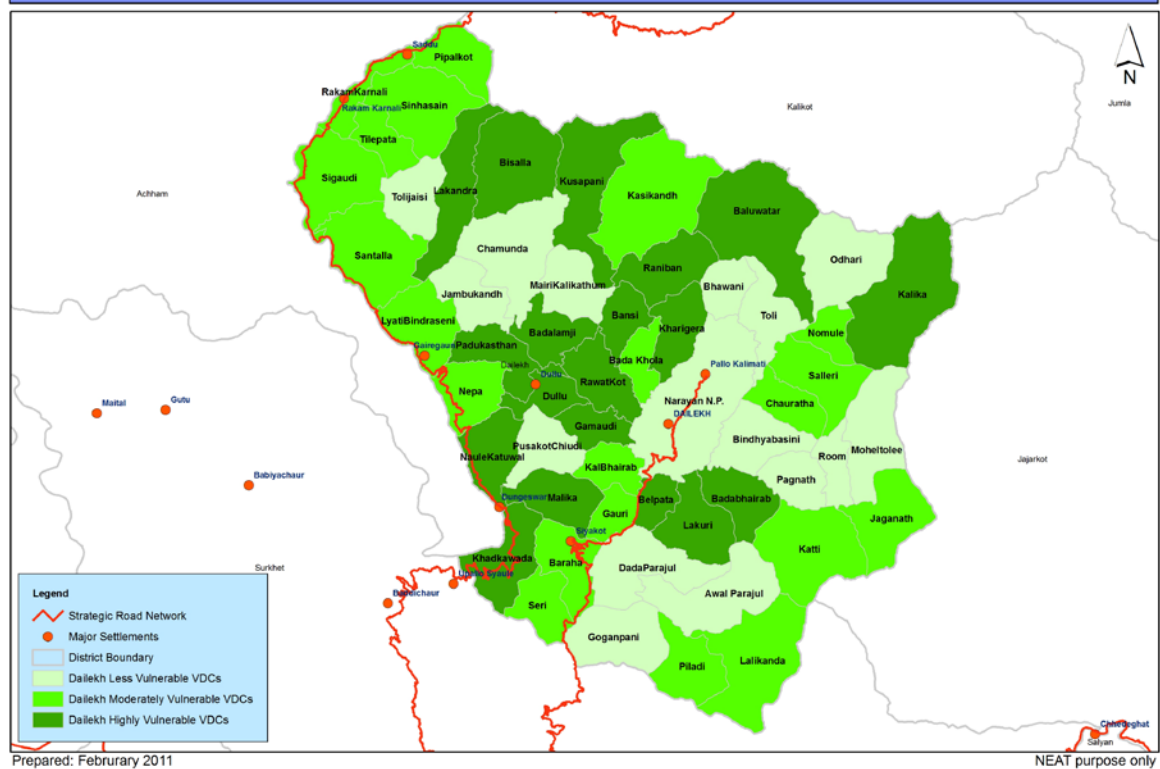 Saddu
Pipalkot
RakamKarnali
Rakam Karnali
Sinhasain
Kalikot
Jumla
N
Tilepata
Bisalla
Kusapani
Sigaudi
Tolijaisi
Lakandra
Kasikandh
Achham
Baluwatar
Chamunda
Santalla
Odhari
Raniban
MairiKalikathum
Bhawani
Jambukandh
Kalika
Bansi
Toli
LyatiBindraseni
Kharigera
Badalamji
Nomule
Gairegaun
Padukasthan
Bada Khola
Dailekh
Pallo Kalimati
Dullu
RawatKot
Salleri
Nepa
Dullu
Maital
Gutu
Narayan N.P.
Chauratha
DAILEKH
Gamaudi
PusakotChiudi
Bindhyabasini
Moheltolee
NauleKatuwal
Room
Jajarkot
KalBhairab
Babiyachaur
Pagnath
Dungeswar
Malika
Belpata
Badabhairab
Gauri
Jaganath
Lakuri
Siyakot
Katti
Khadkawada
Baraha
Surkhet
DadaParajul
Upallo Syaule
Awal Parajul
Seri
Goganpani
Piladi
Lalikanda
Legend
Strategic Road Network
Major Settlements
District Boundary
Dailekh Less Vulnerable VDCs
Dailekh Moderately Vulnerable VDCs
Dailekh Highly Vulnerable VDCs
Chhedeghat
Salyan
Prepared: Februrary 2011
NEAT purpose only